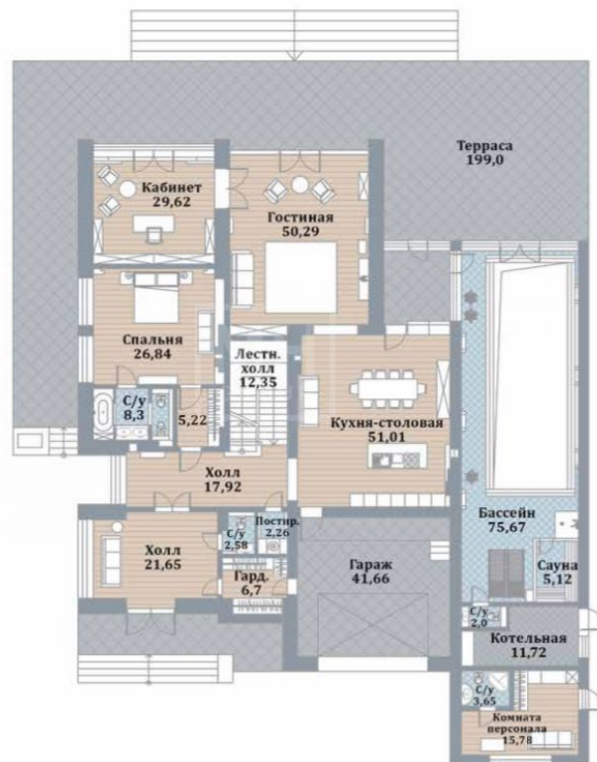 Терраса
199,0
Кабинет
29,62
Гостиная
50,29
Спальня
26,84
Лестн.
холл
12,35
С/у
8,3
5,22
Кухня-столовая
51,01
Холл
17,92
Бассейн
75,67
Холл
21,65
С/у
2,58
Постир.
2,26
Гард.
6,7
Гараж
41,66
Сауна
5,12
С/у
2,0
Котельная
11,72
С/у
3,65
Комната
персонала
15,78